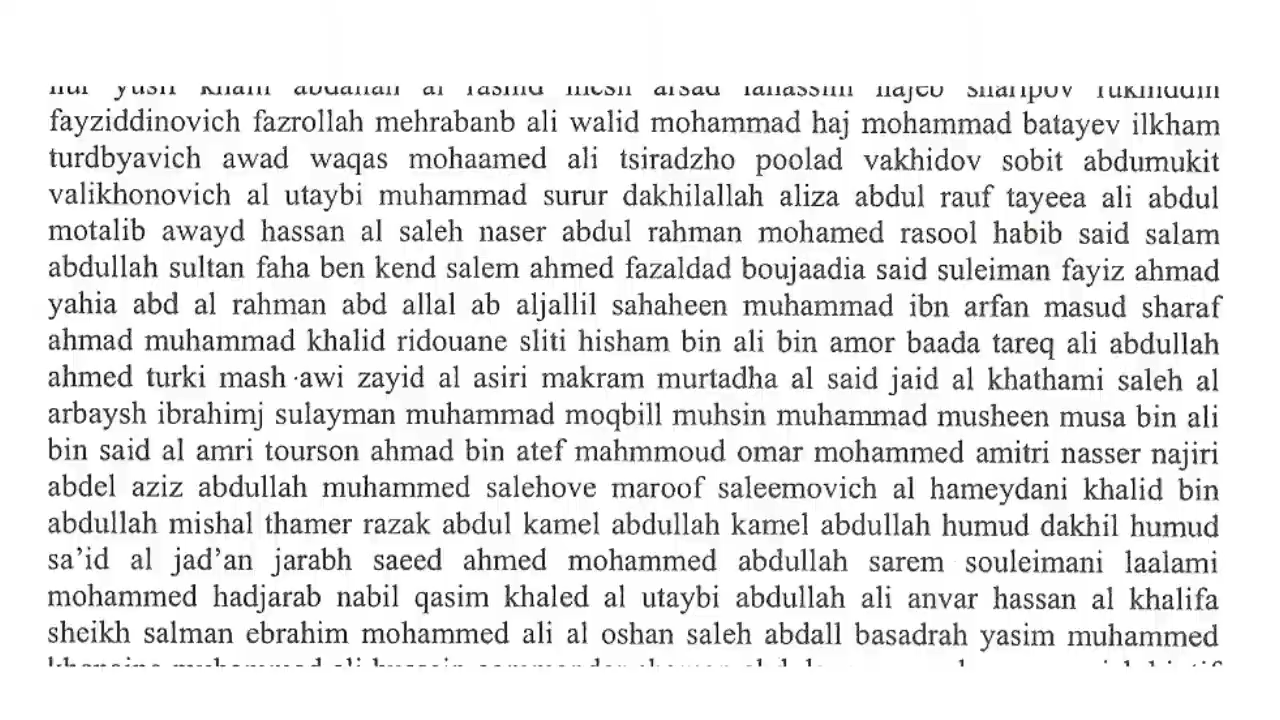 fayziddinovich fazrollah mehrabanb ali walid mohammad haj mohammad batayev ilkham
turdbyavich awad waqas mohaamed ali tsiradzho poolad vakhidov sobit abdumukit
valikhonovich al utaybi muhammad surur dakhilallah aliza abdul rauf tayeea ali abdul
motalib awayd hassan al saleh naser abdul rahman mohamed rasool habib said salam
abdullah sultan faha ben kend salem ahmed fazaldad boujaadia said suleiman fayiz ahmad
yahia abd al rahman abd allal ab aljallil sahaheen muhammad ibn arfan masud sharaf
ahmad muhammad khalid ridouane sliti hisham bin ali bin amor baada tareq ali abdullah
ahmed turki mash awi zayid al asiri makram murtadha al said jaid al khathami saleh al
arbaysh ibrahimj sulayman muhammad moqbill muhsin muhammad musheen musa bin ali
bin said al amri tourson ahmad bin atef mahmmoud omar mohammed amitri nasser najiri
abdel aziz abdullah muhammed salehove maroof saleemovich al hameydani khalid bin
abdullah mishal thamer razak abdul kamel abdullah kamel abdullah humud dakhil humud
sa’id al jad’an jarabh saeed ahmed mohammed abdullah sarem souleimani laalami
mohammed hadjarab nabil qasim khaled al utaybi abdullah ali anvar hassan al khalifa
sheikh salman ebrahim mohammed ali al oshan saleh abdall basadrah yasim muhammed